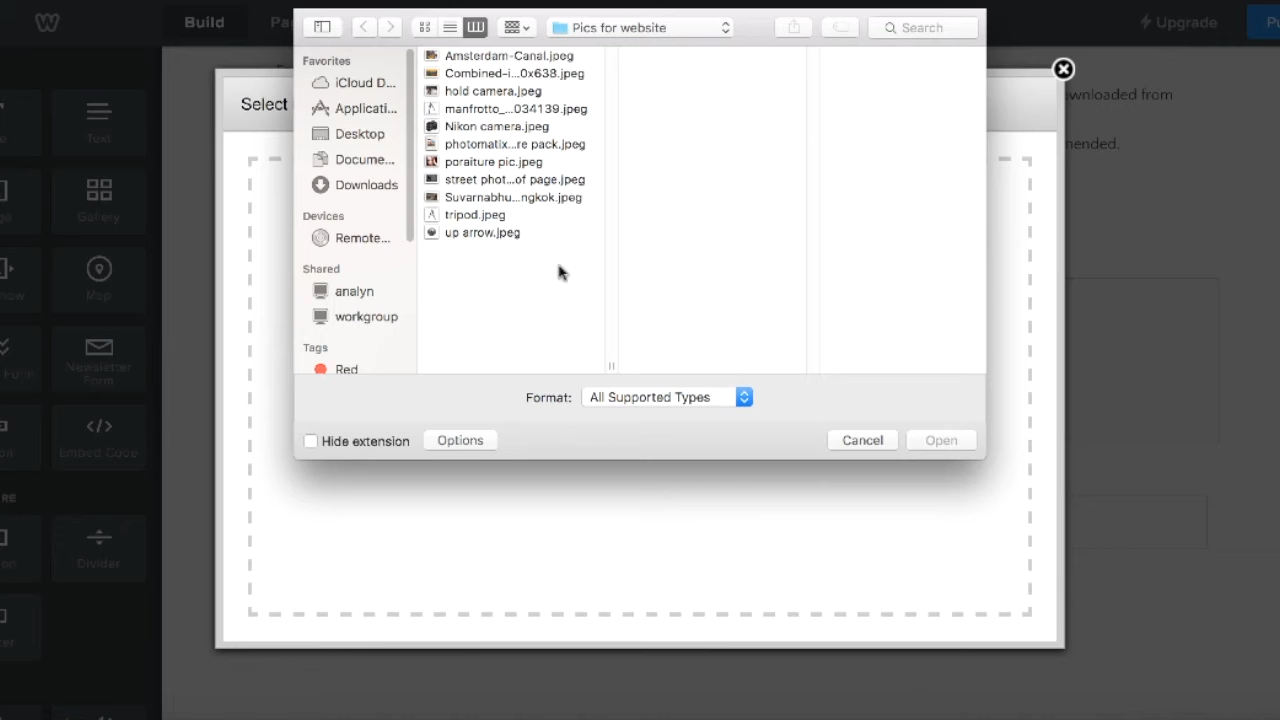 Build
Pics for website
Search
Upgrade
Favorites
iCloud D...
Applicati...
Desktop
Docume...
Downloads
Devices
Remote...
Shared
analyn
workgroup
Tags
Red
Amsterdam-Canal.jpeg
Combined-i...0x638.jpeg
hold camera.jpeg
manfrotto_...034139.jpeg
Nikon camera.jpeg
photomatix...re pack.jpeg
poraiture pic.jpeg
street phot...of page.jpeg
Suvarnabhu...ngkok.jpeg
tripod.jpeg
up arrow.jpeg
Format: All Supported Types
Hide extension
Options
Cancel
Open
Select
Text
Gallery
Map
Newsletter
Form
Form
Embed Code
Divider
wnloaded from
nended.